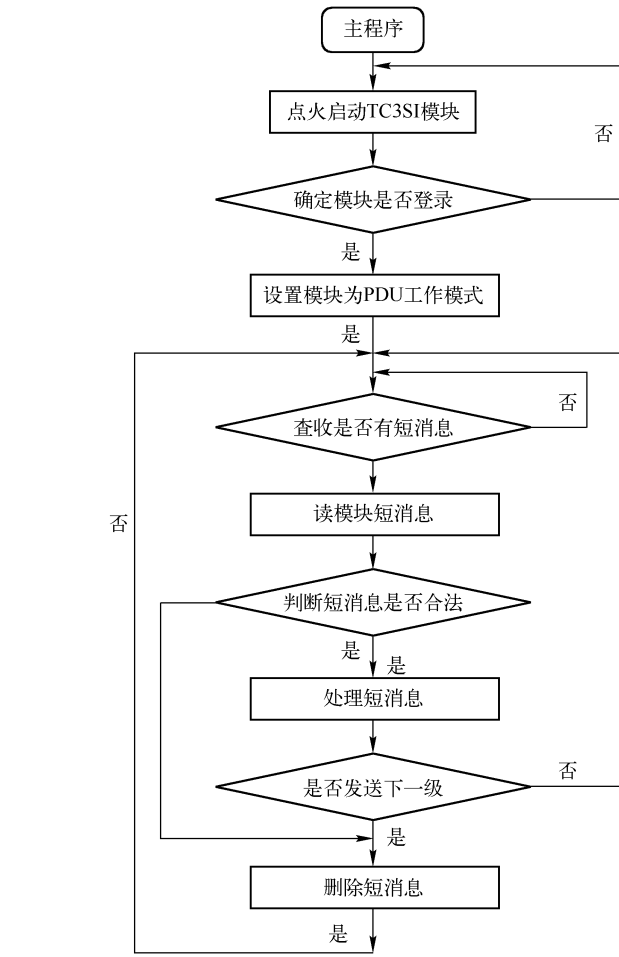 主程序
点火启动TC3SI模块
否
确定模块是否登录
是
设置模块为PDU工作模式
是
否
查收是否有短消息
读模块短消息
否
判断短消息是否合法
是
是
处理短消息
否
是否发送下一级
是
删除短消息
是